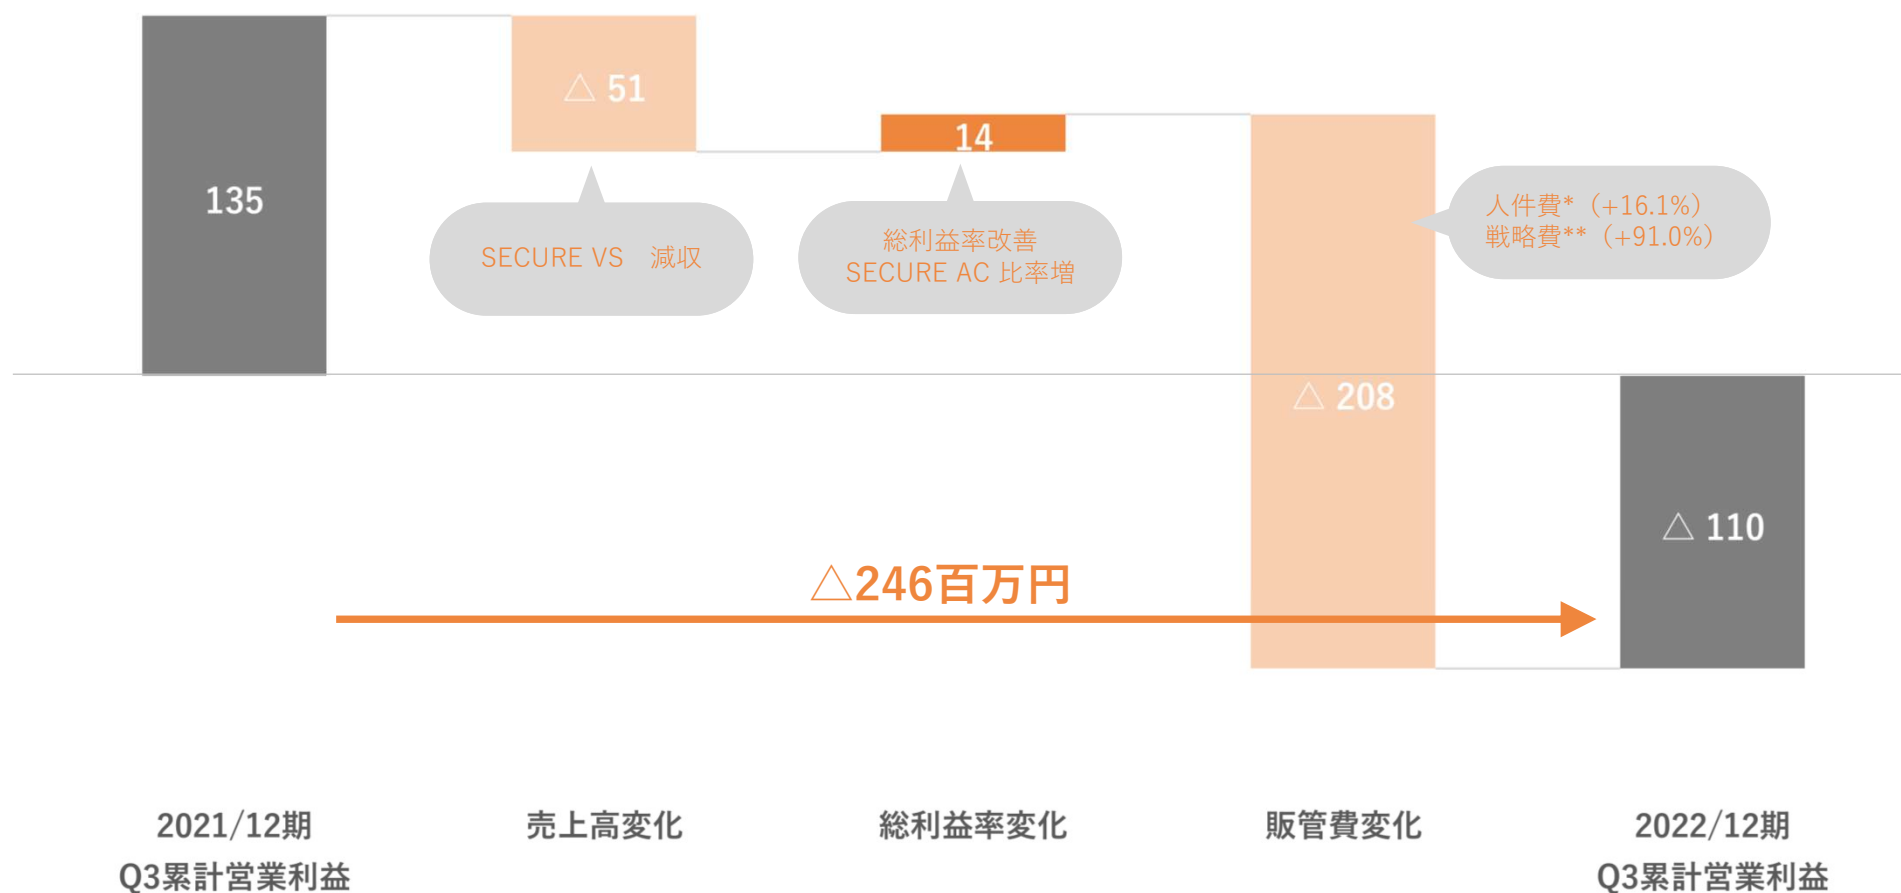 △ 51
14
135
人件費*（+16.1%）
戦略費**（+91.0%）
SECURE VS　減収
総利益率改善
SECURE AC 比率増
△ 208
△ 110
△246百万円
2021/12期
Q3累計営業利益
売上高変化
総利益率変化
販管費変化
2022/12期
Q3累計営業利益